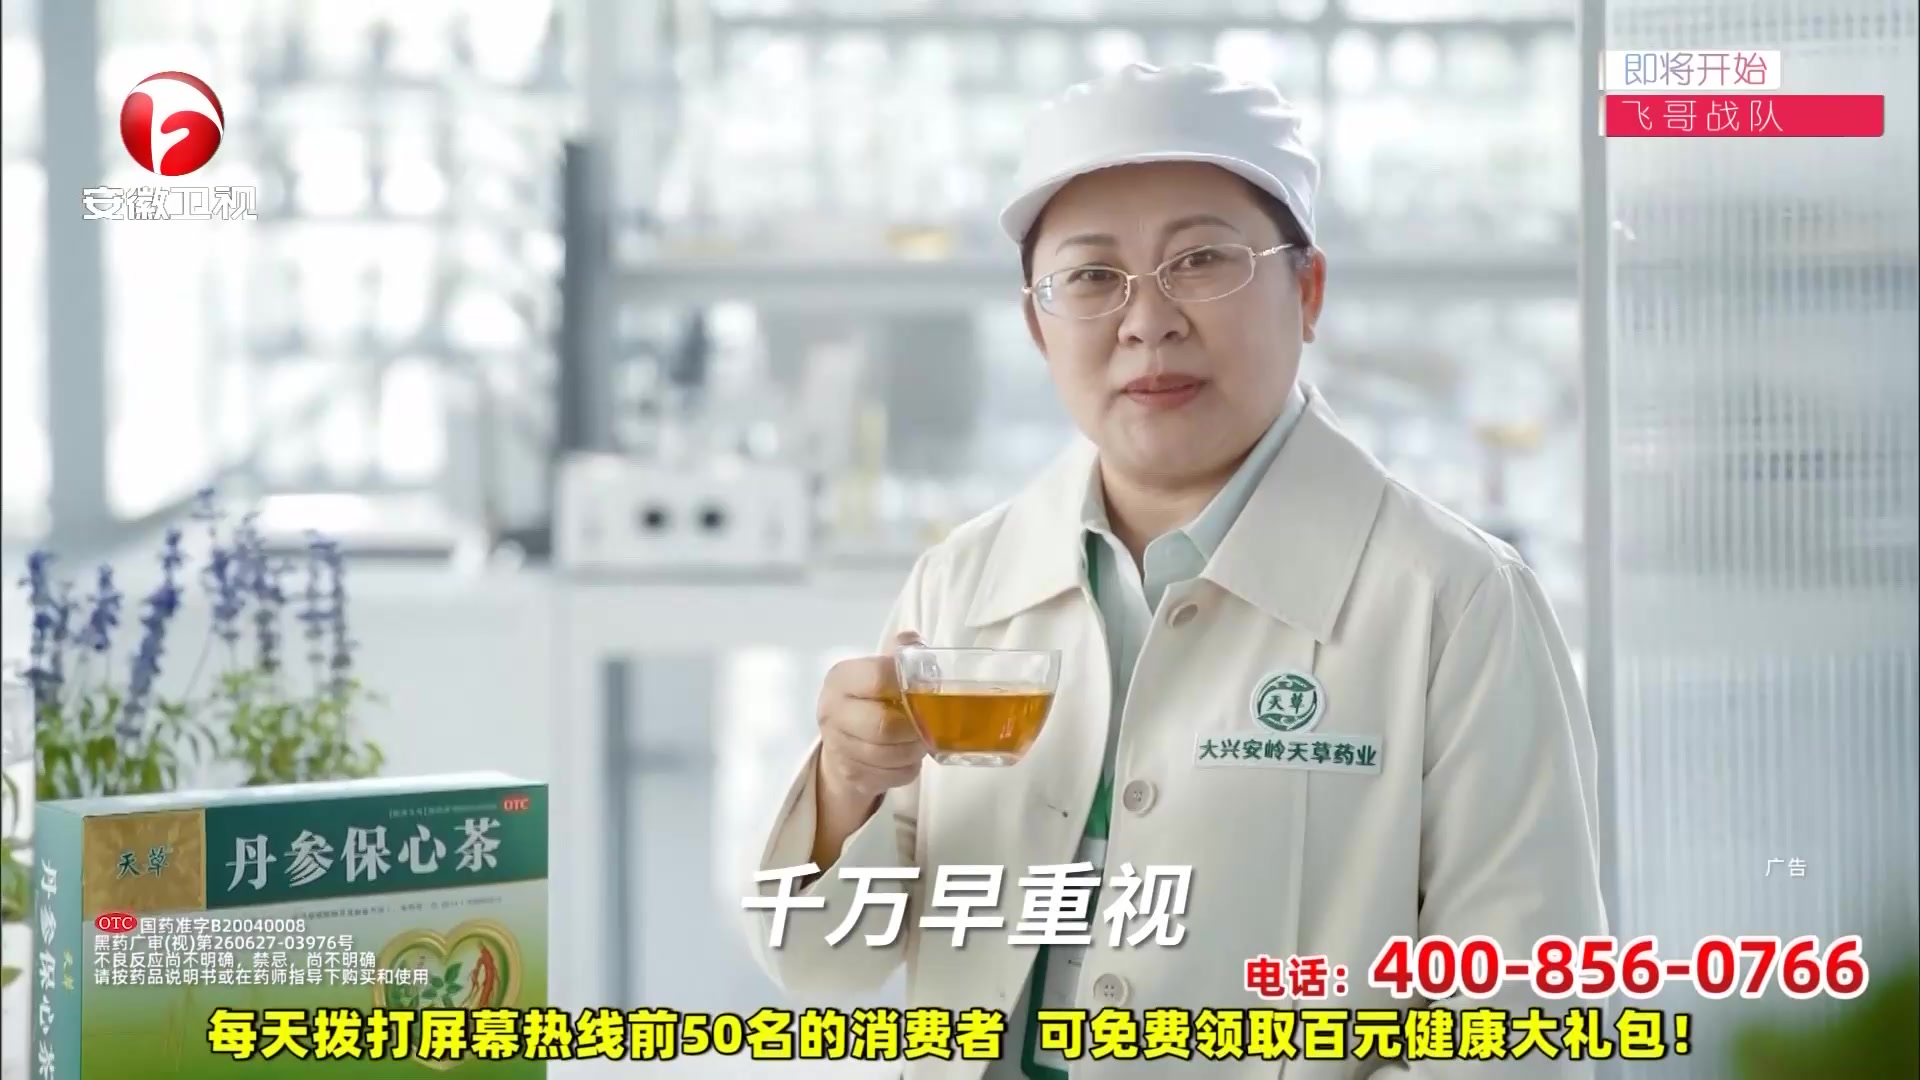 安徽卫视
即将开始
飞哥战队
天草
大兴安岭天草药业
OTC
天草
丹参保心茶
丹参保心茶
天草
千万早重视
广告
OTC 国药准字B20040008
黑药广审(视)第260627-03976号
不良反应尚不明确，禁忌，尚不明确
请按药品说明书或在药师指导下购买和使用
电话：400-856-0766
每天拨打屏幕热线前50名的消费者 可免费领取百元健康大礼包！